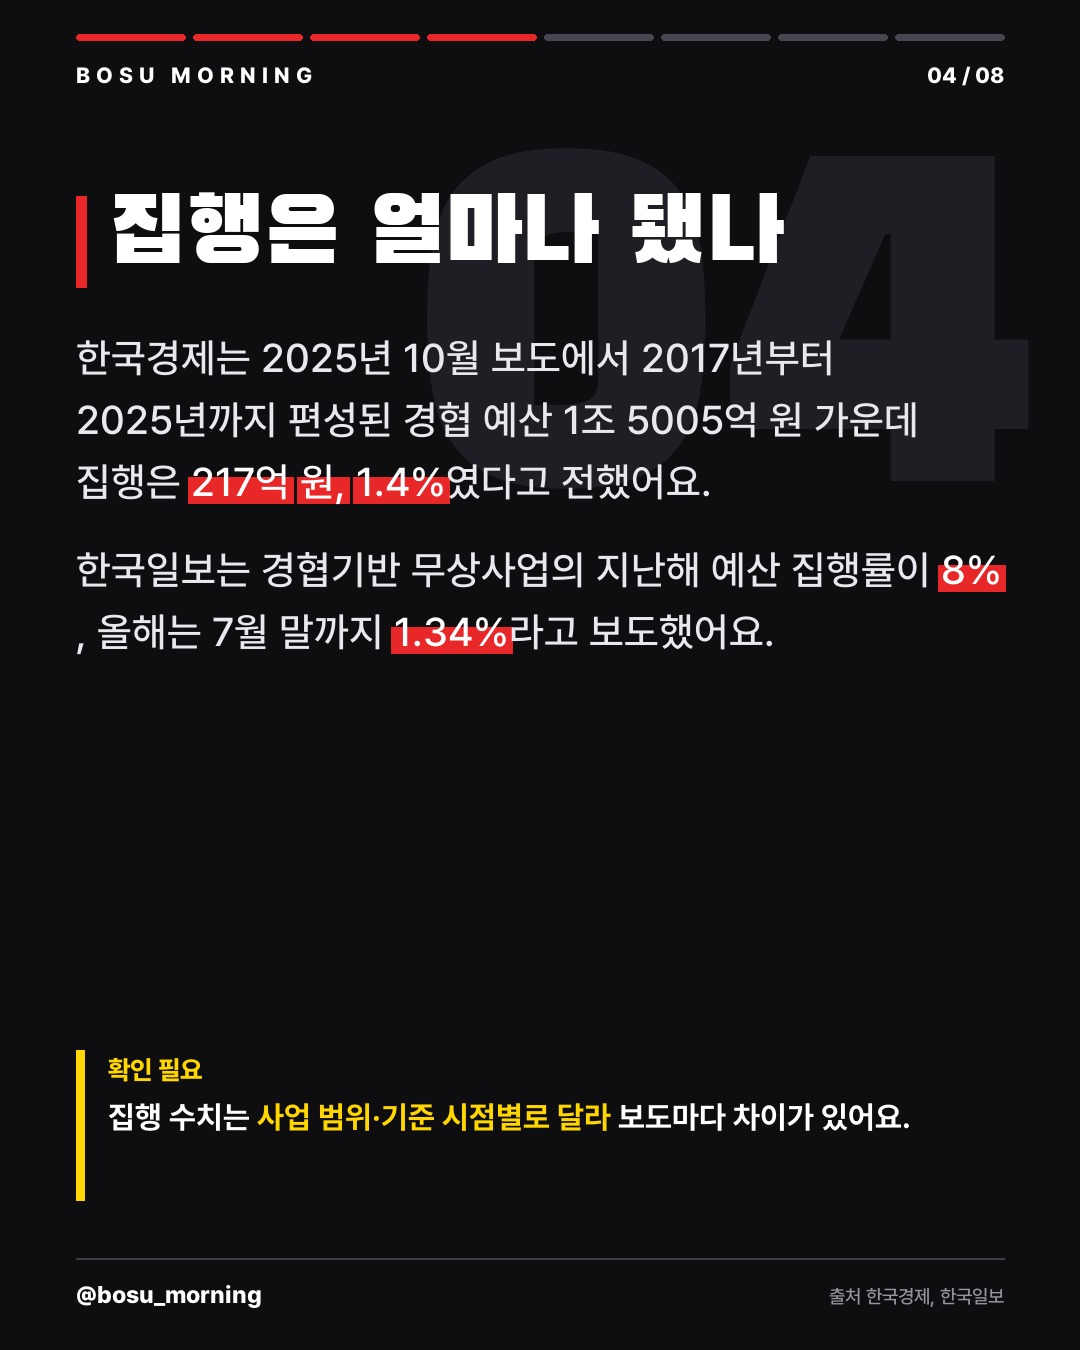 BOSU MORNING
04 / 08
04
집행은 얼마나 됐나
한국경제는 2025년 10월 보도에서 2017년부터
2025년까지 편성된 경협 예산 1조 5005억 원 가운데
집행은 217억 원, 1.4%였다고 전했어요.
한국일보는 경협기반 무상사업의 지난해 예산 집행률이 8%
, 올해는 7월 말까지 1.34%라고 보도했어요.
확인 필요
집행 수치는 사업 범위·기준 시점별로 달라 보도마다 차이가 있어요.
@bosu_morning
출처 한국경제, 한국일보